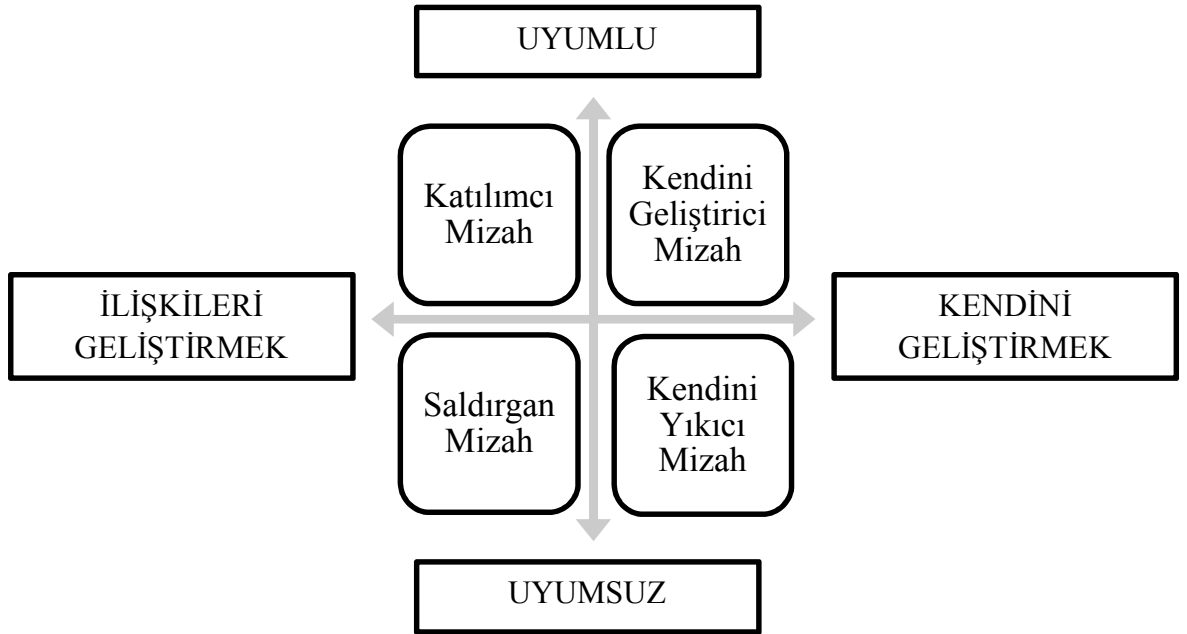 UYUMLU
Katılımcı
Mizah
Kendini
Geliştirici
Mizah
İLİŞKİLERİ
GELİŞTİRMEK
KENDİNİ
GELİŞTİRMEK
Saldırgan
Mizah
Kendini
Yıkıcı
Mizah
UYUMSUZ